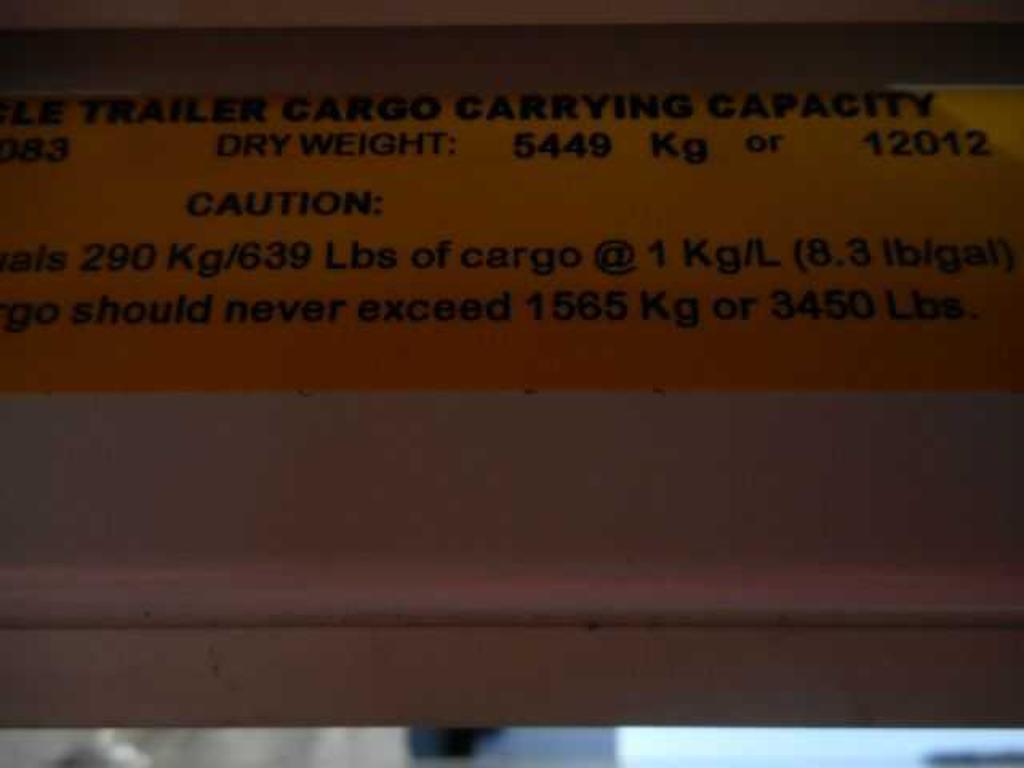 CLE TRAILER CARGO CARRYING CAPACITY
083 DRY WEIGHT: 5449 Kg or 12012
CAUTION:
uals 290 Kg/639 Lbs of cargo @ 1 Kg/L (8.3 lb/gal)
rgo should never exceed 1565 Kg or 3450 Lbs.